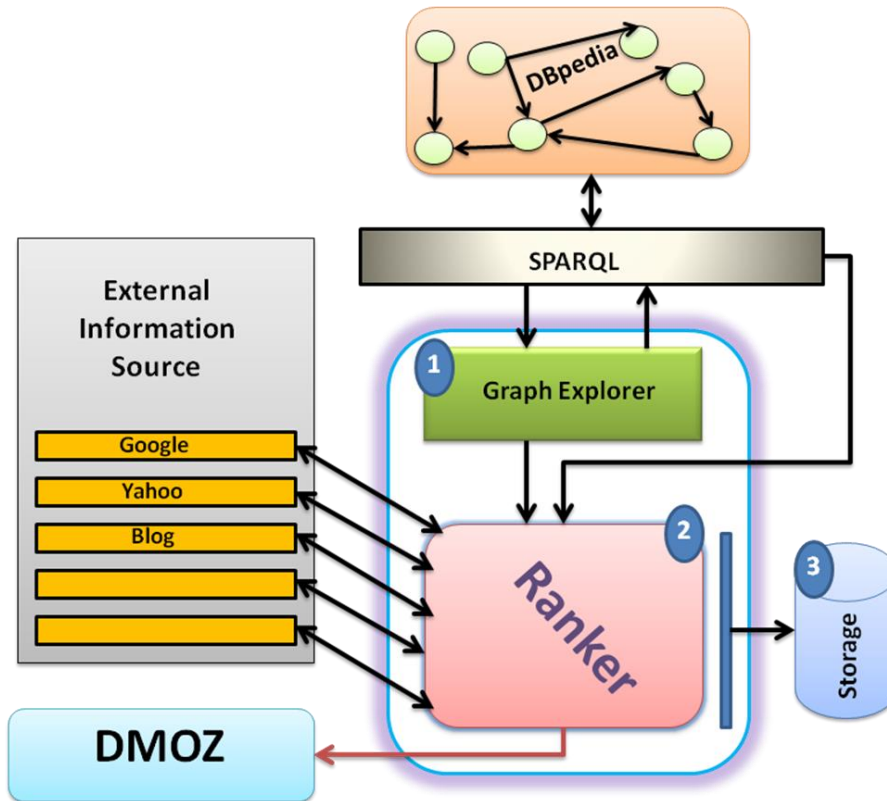 DBpedia
SPARQL
External
Information
Source
Google
Yahoo
Blog
1
Graph Explorer
2
Ranker
3
Storage
DMOZ